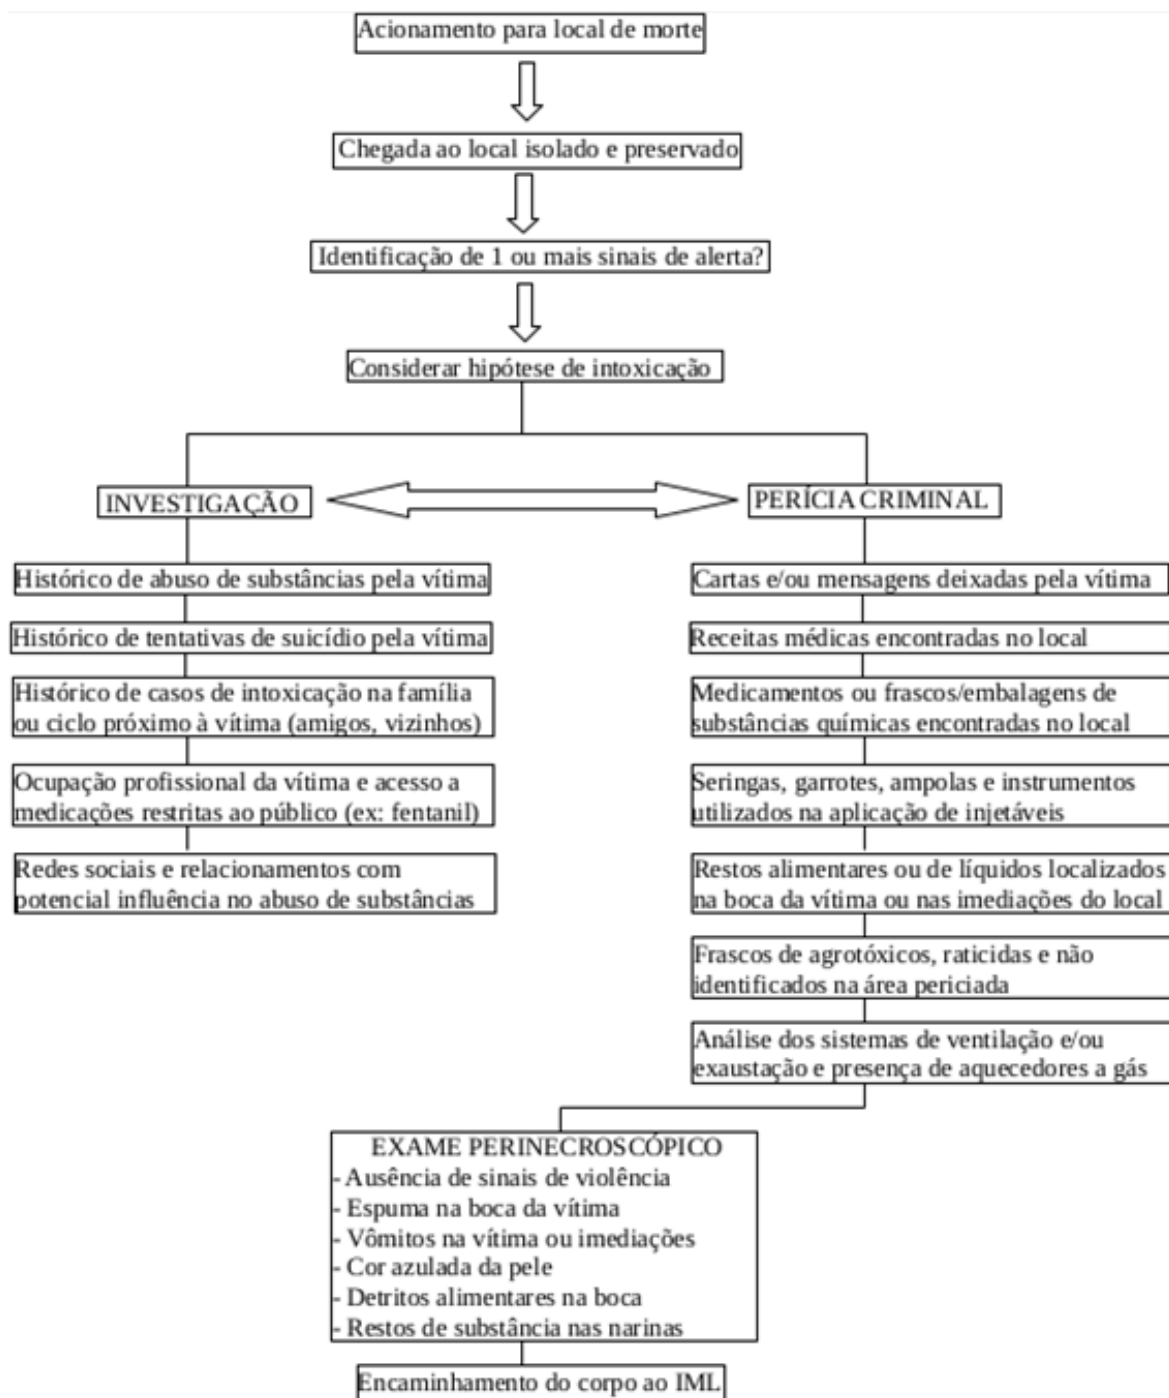 Acionamento para local de morte
Chegada ao local isolado e preservado
Identificação de 1 ou mais sinais de alerta?
Considerar hipótese de intoxicação
INVESTIGAÇÃO
Histórico de abuso de substâncias pela vítima
Histórico de tentativas de suicídio pela vítima
Histórico de casos de intoxicação na família
ou ciclo próximo à vítima (amigos, vizinhos)
Ocupação profissional da vítima e acesso a
medicações restritas ao público (ex: fentanil)
Redes sociais e relacionamentos com
potencial influência no abuso de substâncias
PERÍCIA CRIMINAL
Cartas e/ou mensagens deixadas pela vítima
Receitas médicas encontradas no local
Medicamentos ou frascos/embalagens de
substâncias químicas encontradas no local
Seringas, garrotes, ampolas e instrumentos
utilizados na aplicação de injetáveis
Restos alimentares ou de líquidos localizados
na boca da vítima ou nas imediações do local
Frascos de agrotóxicos, raticidas e não
identificados na área periciada
Análise dos sistemas de ventilação e/ou
exaustação e presença de aquecedores a gás
EXAME PERINECROSCÓPICO
- Ausência de sinais de violência
- Espuma na boca da vítima
- Vômitos na vítima ou imediações
- Cor azulada da pele
- Detritos alimentares na boca
- Restos de substância nas narinas
Encaminhamento do corpo ao IML